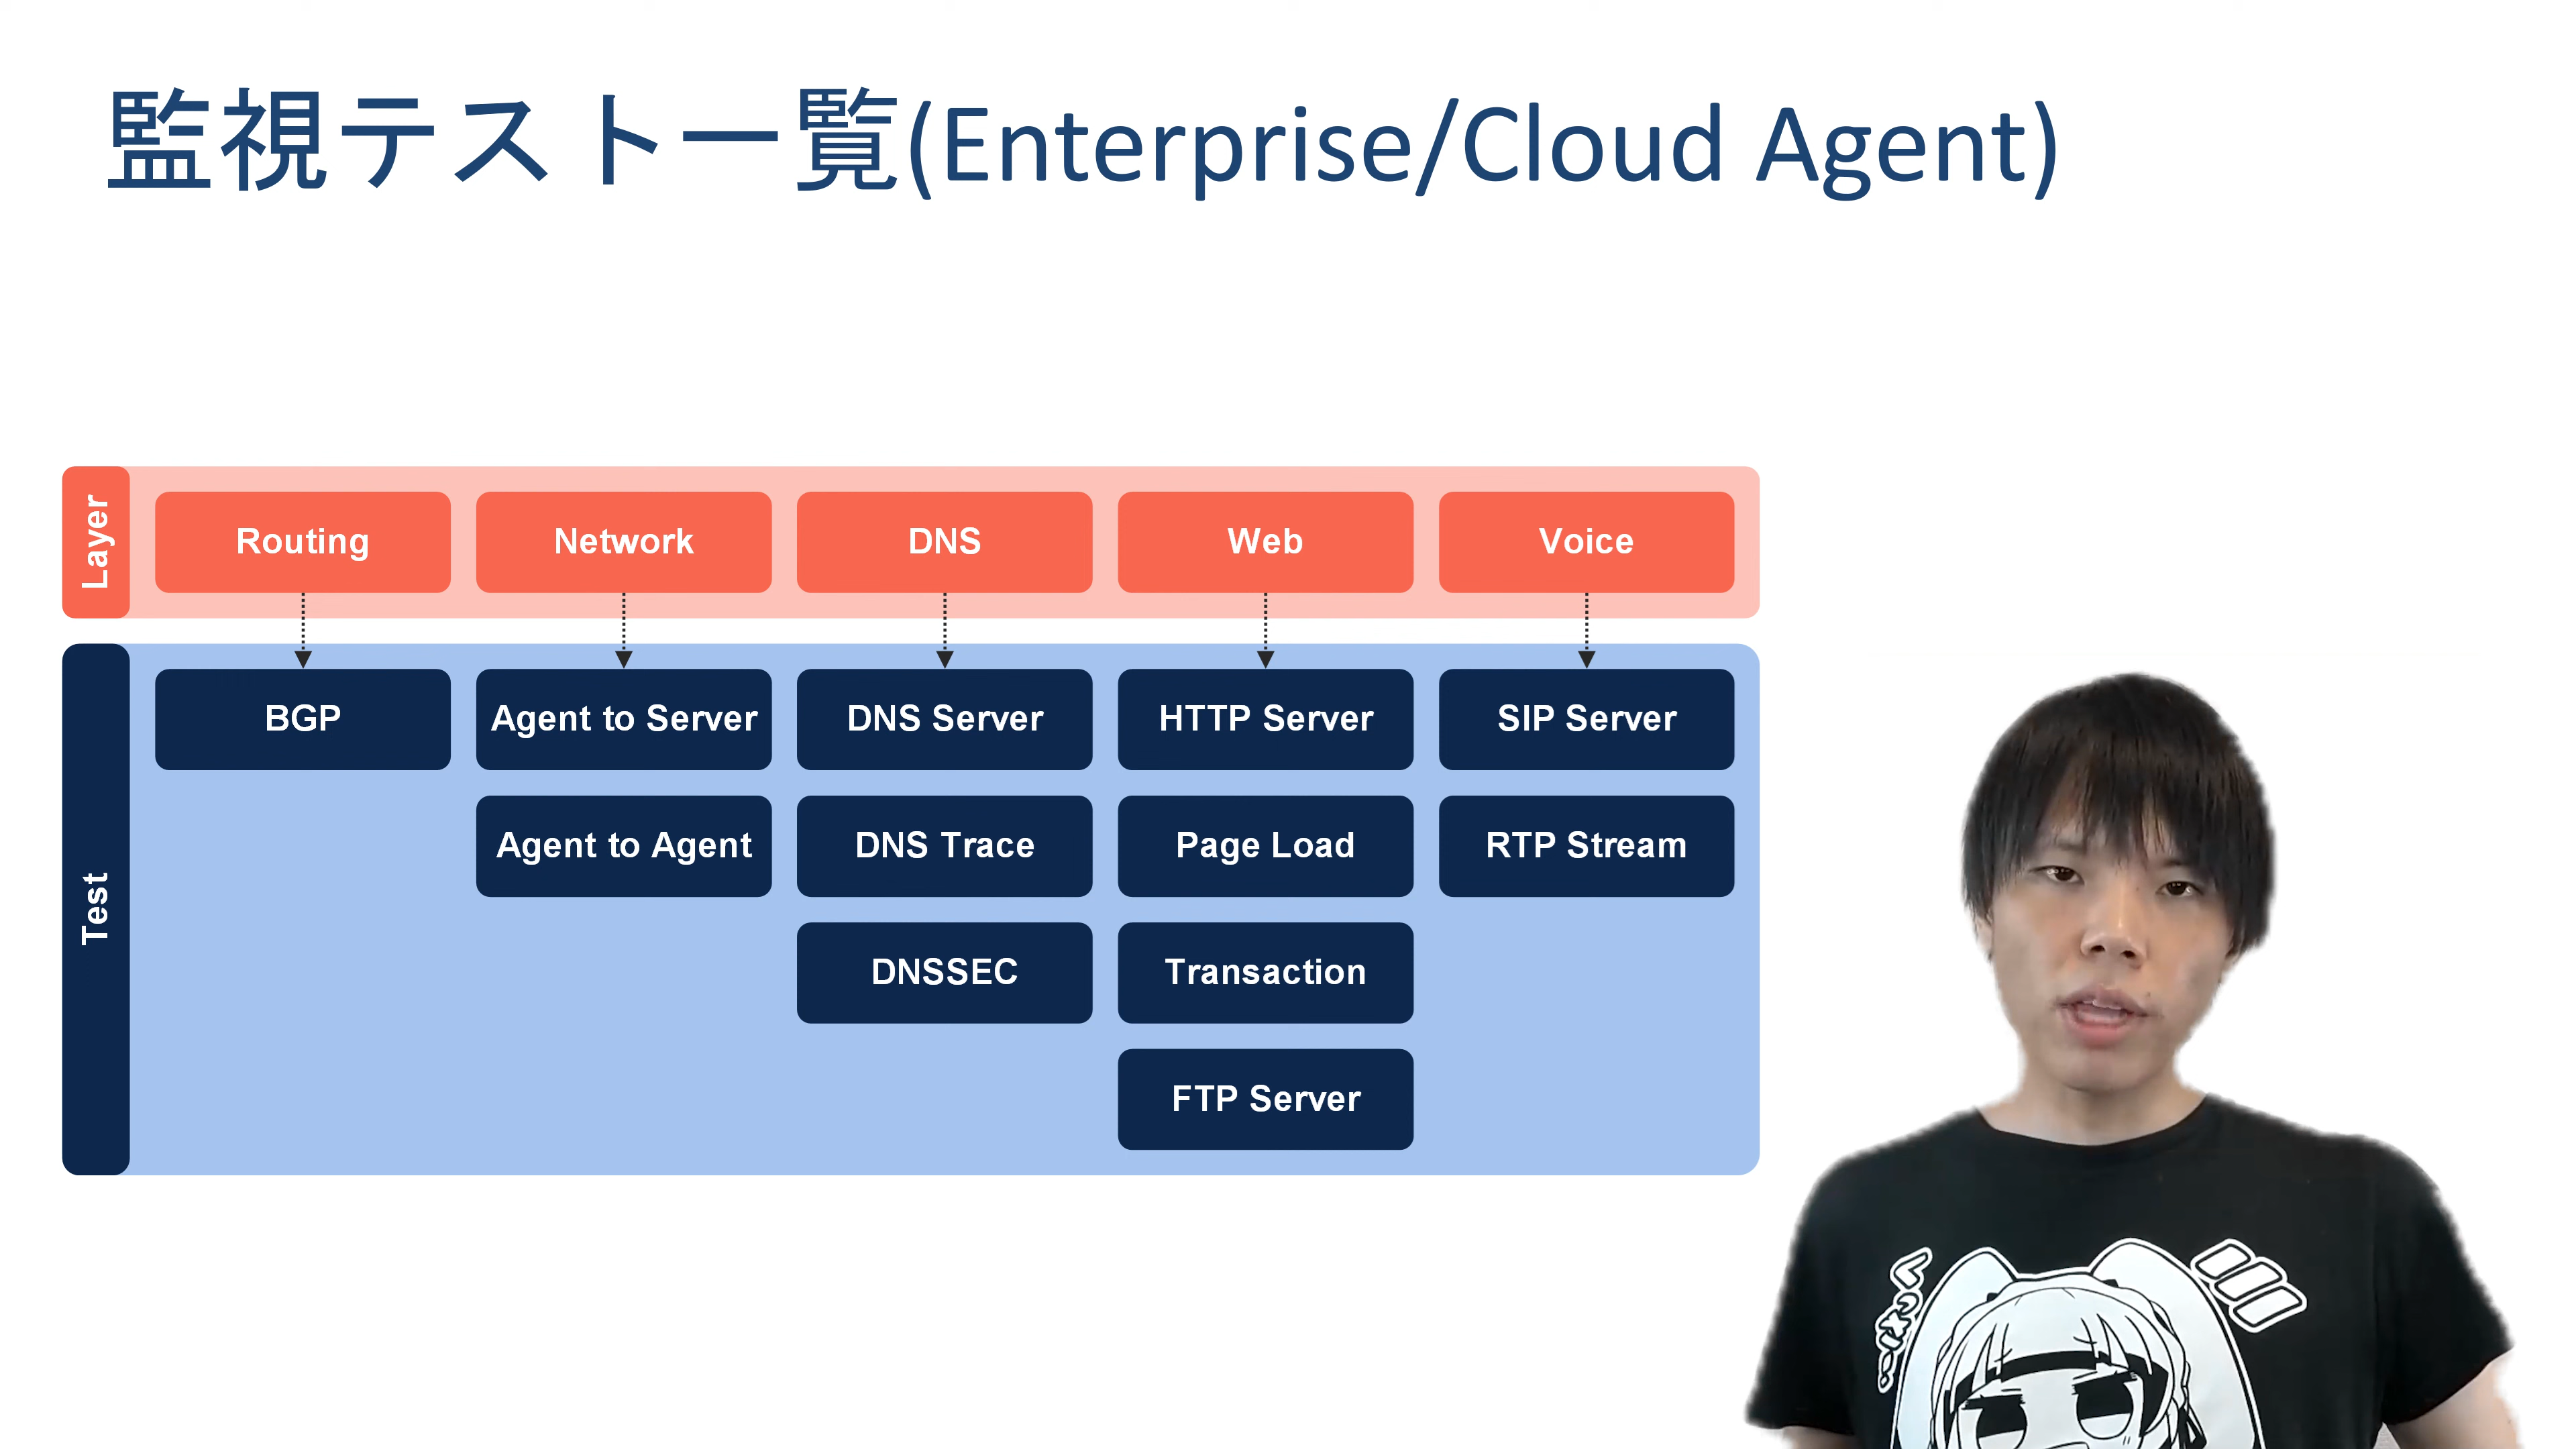 監視テスト一覧(Enterprise/Cloud Agent)
Layer
Routing
Network
DNS
Web
Voice
Test
BGP
Agent to Server
DNS Server
HTTP Server
SIP Server
Agent to Agent
DNS Trace
Page Load
RTP Stream
DNSSEC
Transaction
FTP Server